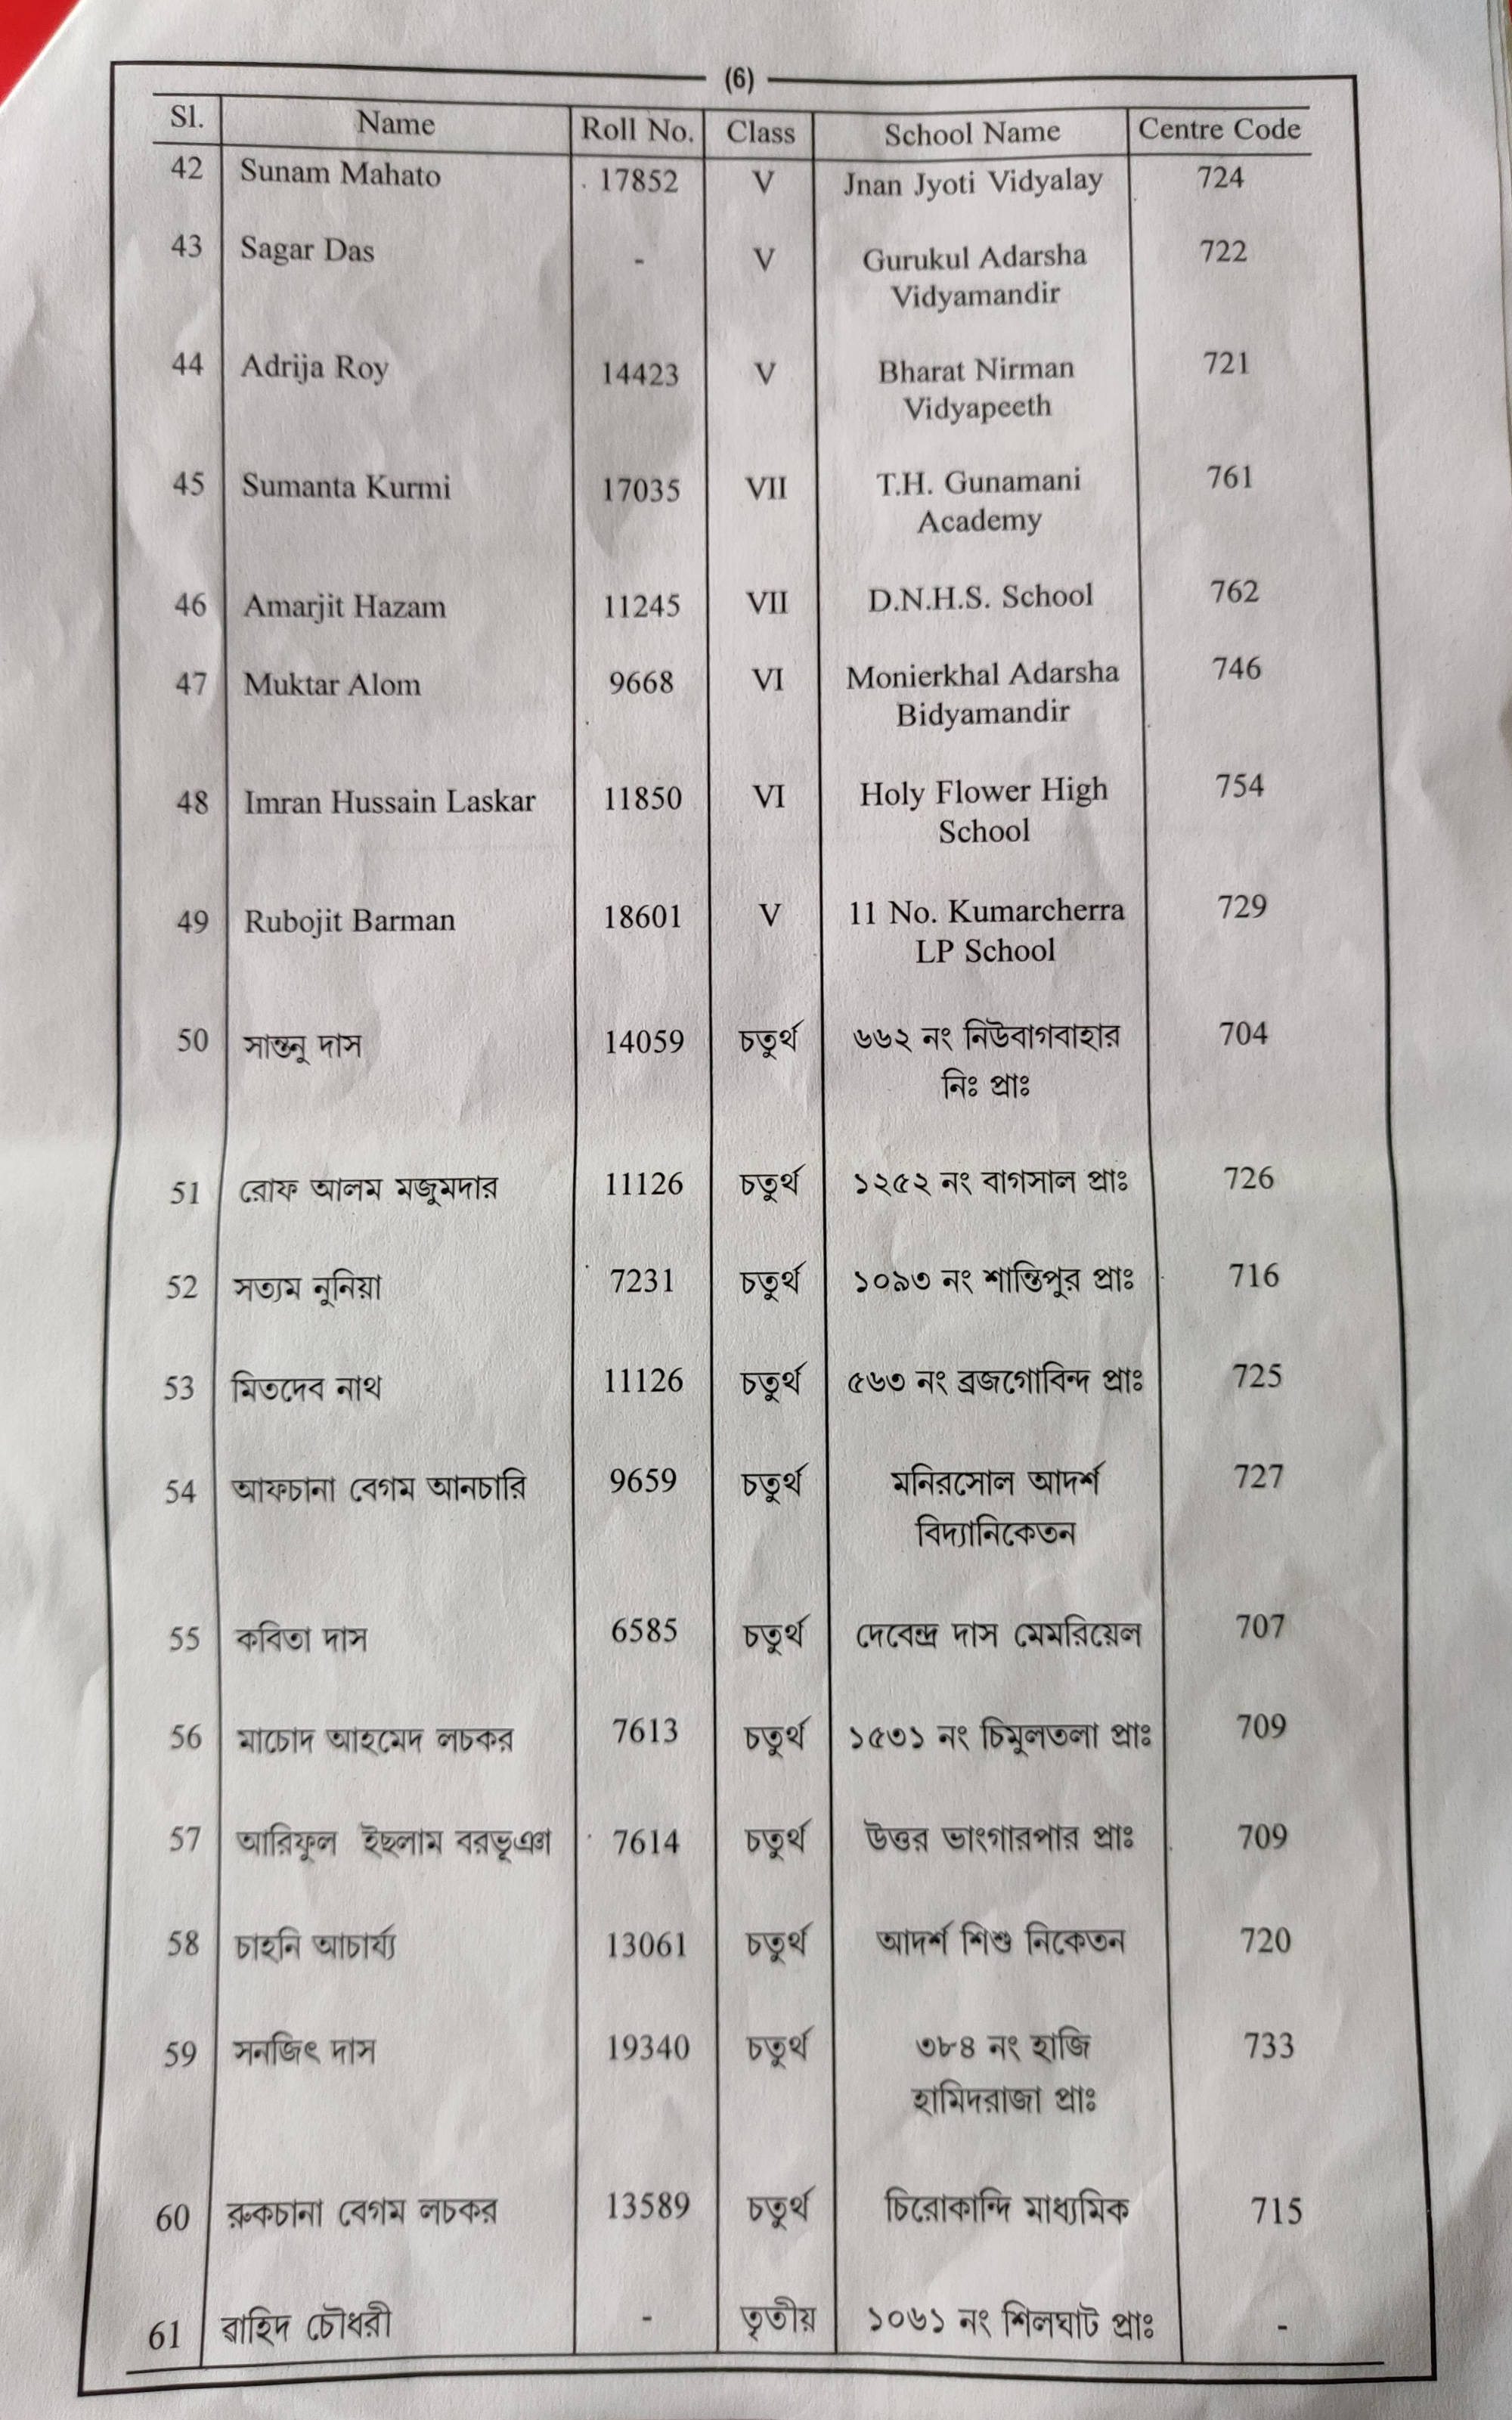 (6)
Sl. Name Roll No. Class School Name Centre Code
42 Sunam Mahato 17852 V Jnan Jyoti Vidyalay 724
43 Sagar Das - V Gurukul Adarsha 722
Vidyamandir
44 Adrija Roy 14423 V Bharat Nirman 721
Vidyapeeth
45 Sumanta Kurmi 17035 VII T.H. Gunamani 761
Academy
46 Amarjit Hazam 11245 VII D.N.H.S. School 762
47 Muktar Alom 9668 VI Monierkhal Adarsha 746
Bidyamandir
48 Imran Hussain Laskar 11850 VI Holy Flower High 754
School
49 Rubojit Barman 18601 V 11 No. Kumarcherra 729
LP School
50 সান্তনু দাস 14059 চতুর্থ ৬৬২ নং নিউবাগবাহার 704
নিঃ প্রাঃ
51 রোফ আলম মজুমদার 11126 চতুর্থ ১২৫২ নং বাগসাল প্রাঃ 726
52 সত্যম নুনিয়া 7231 চতুর্থ ১০৯৩ নং শান্তিপুর প্রাঃ 716
53 মিতদেব নাথ 11126 চতুর্থ ৫৬৩ নং ব্রজগোবিন্দ প্রাঃ 725
54 আফচানা বেগম আনচারি 9659 চতুর্থ মনিরসোল আদর্শ 727
বিদ্যানিকেতন
55 কবিতা দাস 6585 চতুর্থ দেবেন্দ্র দাস মেমরিয়েল 707
56 মাচোদ আহমেদ লচকর 7613 চতুর্থ ১৫৩১ নং চিমুলতলা প্রাঃ 709
57 আরিফুল ইছলাম বরভূঞা 7614 চতুর্থ উত্তর ভাংগারপার প্রাঃ 709
58 চাহনি আচার্য্য 13061 চতুর্থ আদর্শ শিশু নিকেতন 720
59 সনজিৎ দাস 19340 চতুর্থ ৩৮৪ নং হাজি 733
হামিদরাজা প্রাঃ
60 রুকচানা বেগম লচকর 13589 চতুর্থ চিরোকান্দি মাধ্যমিক 715
61 ৱাহিদ চৌধরী - তৃতীয় ১০৬১ নং শিলঘাট প্রাঃ -